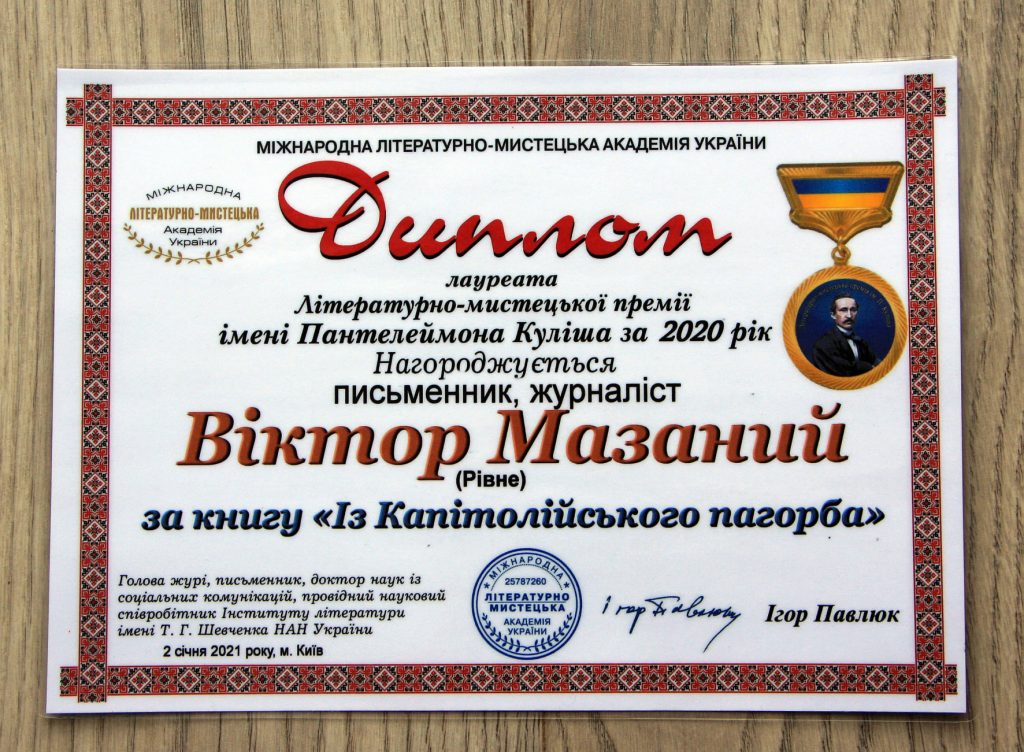 МІЖНАРОДНА ЛІТЕРАТУРНО-МИСТЕЦЬКА АКАДЕМІЯ УКРАЇНИ
МІЖНАРОДНА
ЛІТЕРАТУРНО-МИСТЕЦЬКА
Академія
України
Диплом
лауреата
Літературно-мистецької премії
імені Пантелеймона Куліша за 2020 рік
Нагороджується
письменник, журналіст
Віктор Мазаний
(Рівне)
за книгу «Із Капітолійського пагорба»
Голова журі, письменник, доктор наук із
соціальних комунікацій, провідний науковий
співробітник Інституту літератури
імені Т. Г. Шевченка НАН України
2 січня 2021 року, м. Київ
МІЖНАРОДНА
25787260
ЛІТЕРАТУРНО
МИСТЕЦЬКА
АКАДЕМІЯ
УКРАЇНИ
Ігор Павлюк
Ігор Павлюк